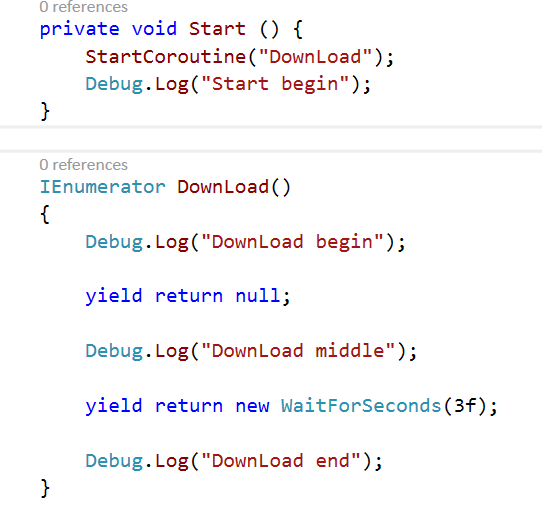 0 references
private void Start () {
StartCoroutine("DownLoad");
Debug.Log("Start begin");
}
0 references
IEnumerator DownLoad()
{
Debug.Log("DownLoad begin");
yield return null;
Debug.Log("DownLoad middle");
yield return new WaitForSeconds(3f);
Debug.Log("DownLoad end");
}